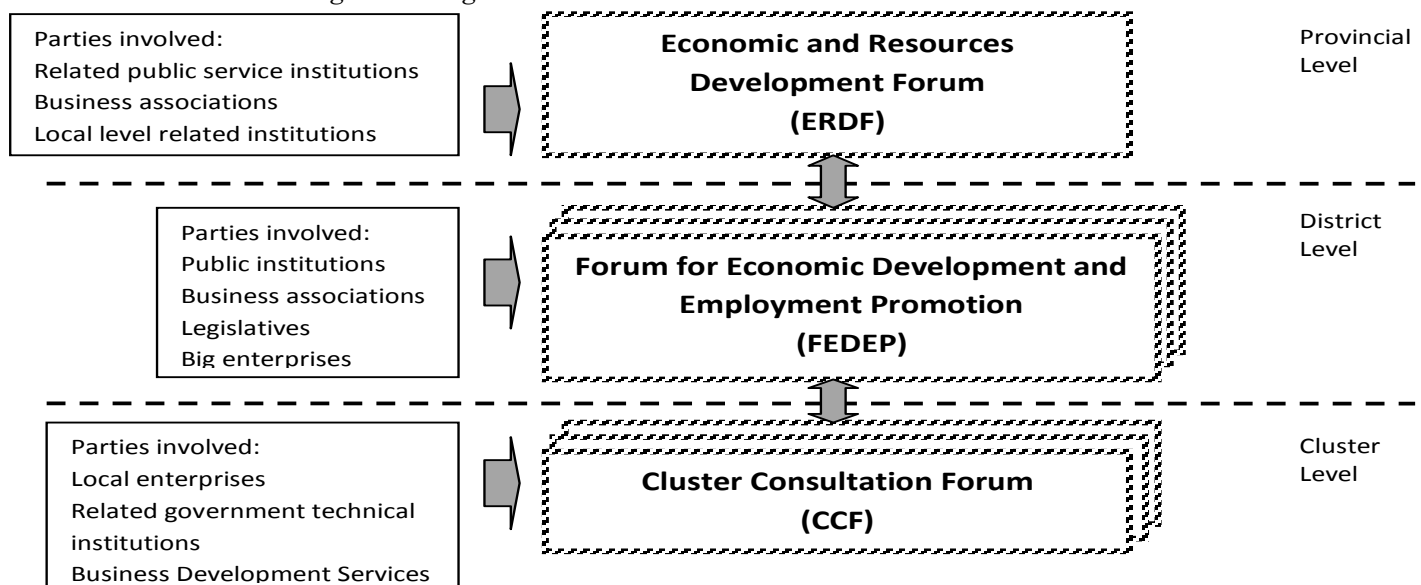 Parties involved:
Related public service institutions
Business associations
Local level related institutions
Economic and Resources
Development Forum
(ERDF)
Provincial
Level
Parties involved:
Public institutions
Business associations
Legislatives
Big enterprises
Forum for Economic Development and
Employment Promotion
(FEDEP)
District
Level
Parties involved:
Local enterprises
Related government technical
institutions
Business Development Services
Cluster Consultation Forum
(CCF)
Cluster
Level